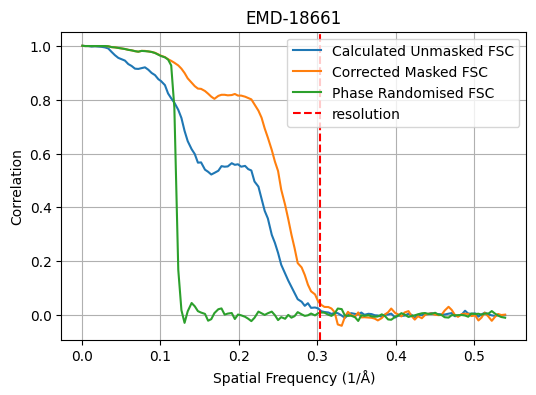 EMD-18661
Calculated Unmasked FSC
Corrected Masked FSC
Phase Randomised FSC
resolution
Correlation
1.0
0.8
0.6
0.4
0.2
0.0
0.0 0.1 0.2 0.3 0.4 0.5
Spatial Frequency (1/Å)